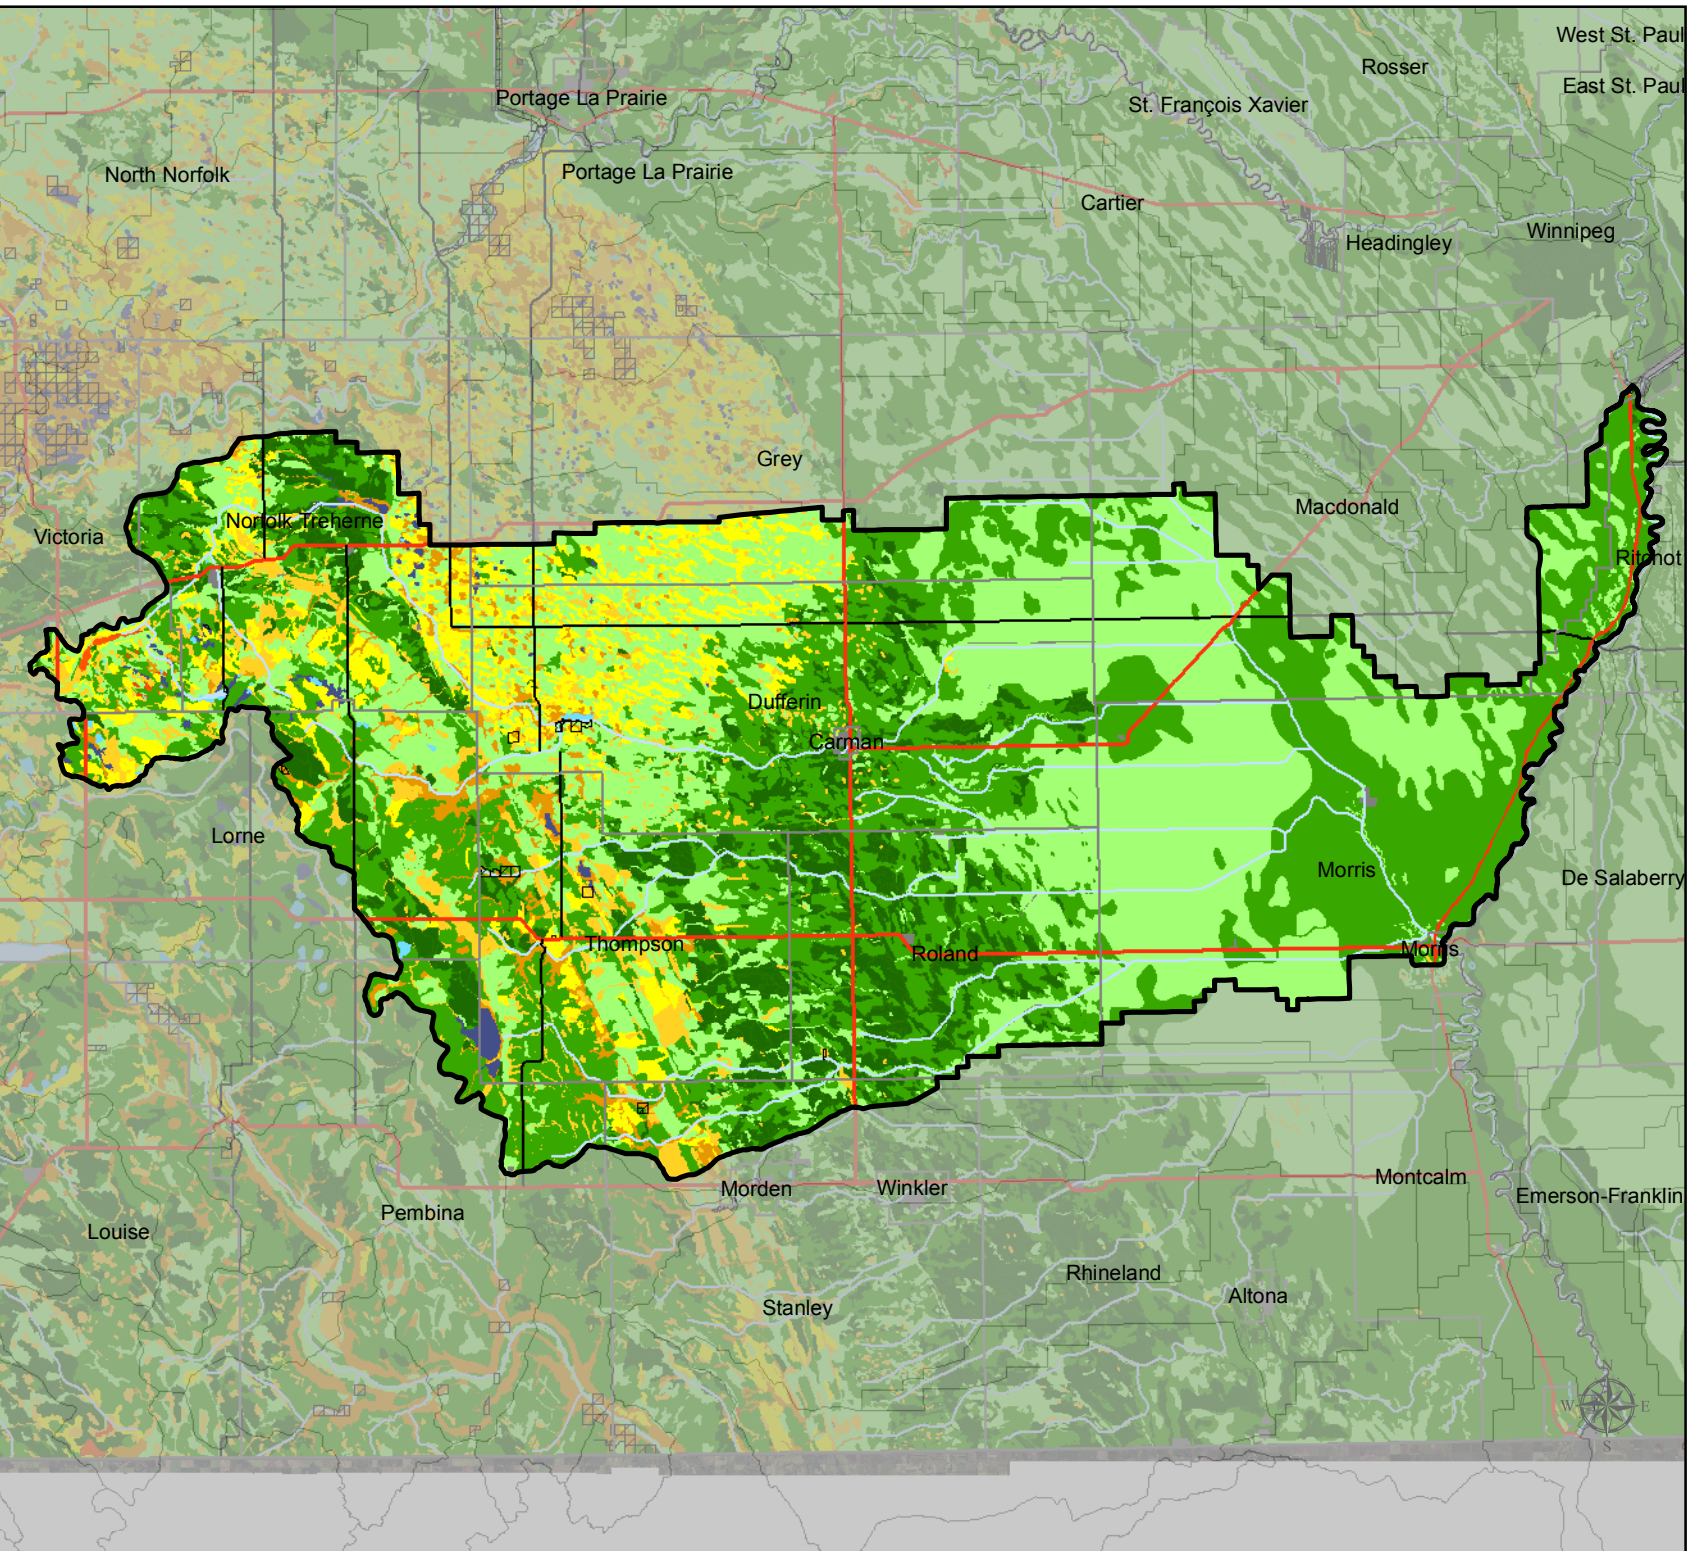 West St. Paul
Rosser
East St. Paul
Portage La Prairie
St. François Xavier
North Norfolk
Portage La Prairie
Cartier
Winnipeg
Headingley
Grey
Macdonald
Norfolk Treherne
Victoria
Ritchot
Dufferin
Carman
Lorne
Morris
De Salaberry
Thompson
Roland
Morris
Montcalm
Morden
Winkler
Emerson-Franklin
Pembina
Louise
Rhineland
Altona
Stanley
N
W
E
S